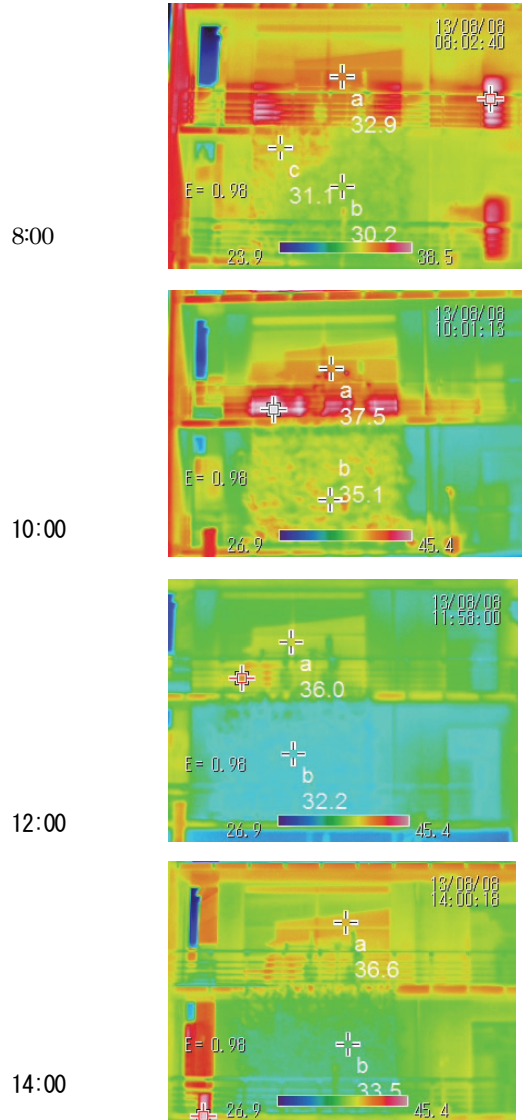 8:00
13/08/08
08:02:40
a
32.9
c
31.1
b
30.2
E= 0.98
23.9 38.5
10:00
13/08/08
10:01:13
a
37.5
b
35.1
E= 0.98
26.9 45.4
12:00
13/08/08
11:58:00
a
36.0
b
32.2
E= 0.98
26.9 45.4
14:00
13/08/08
14:00:18
a
36.6
b
33.5
E= 0.98
26.9 45.4